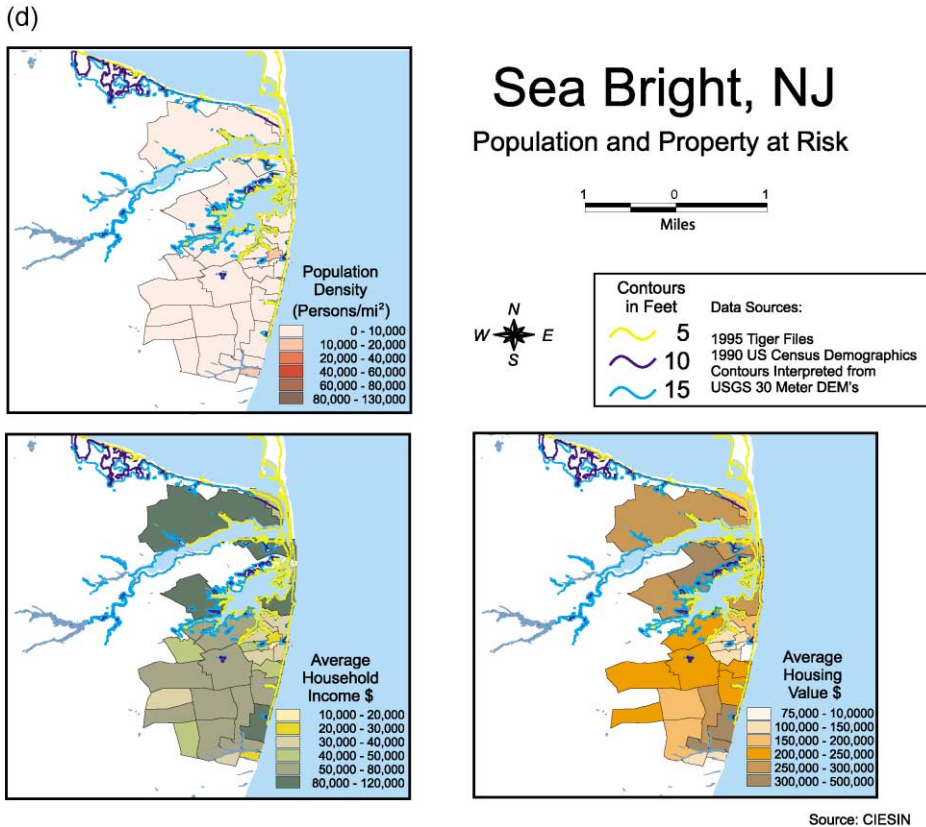 (d)
Sea Bright, NJ
Population and Property at Risk
1 0 1
Miles
N
W E
S
Contours
in Feet
5
10
15
Data Sources:
1995 Tiger Files
1990 US Census Demographics
Contours Interpreted from
USGS 30 Meter DEM's
Population
Density
(Persons/mi²)
0 - 10,000
10,000 - 20,000
20,000 - 40,000
40,000 - 60,000
60,000 - 80,000
80,000 - 130,000
Average
Household
Income $
10,000 - 20,000
20,000 - 30,000
30,000 - 40,000
40,000 - 50,000
50,000 - 80,000
80,000 - 120,000
Average
Housing
Value $
75,000 - 10,0000
100,000 - 150,000
150,000 - 200,000
200,000 - 250,000
250,000 - 300,000
300,000 - 500,000
Source: CIESIN